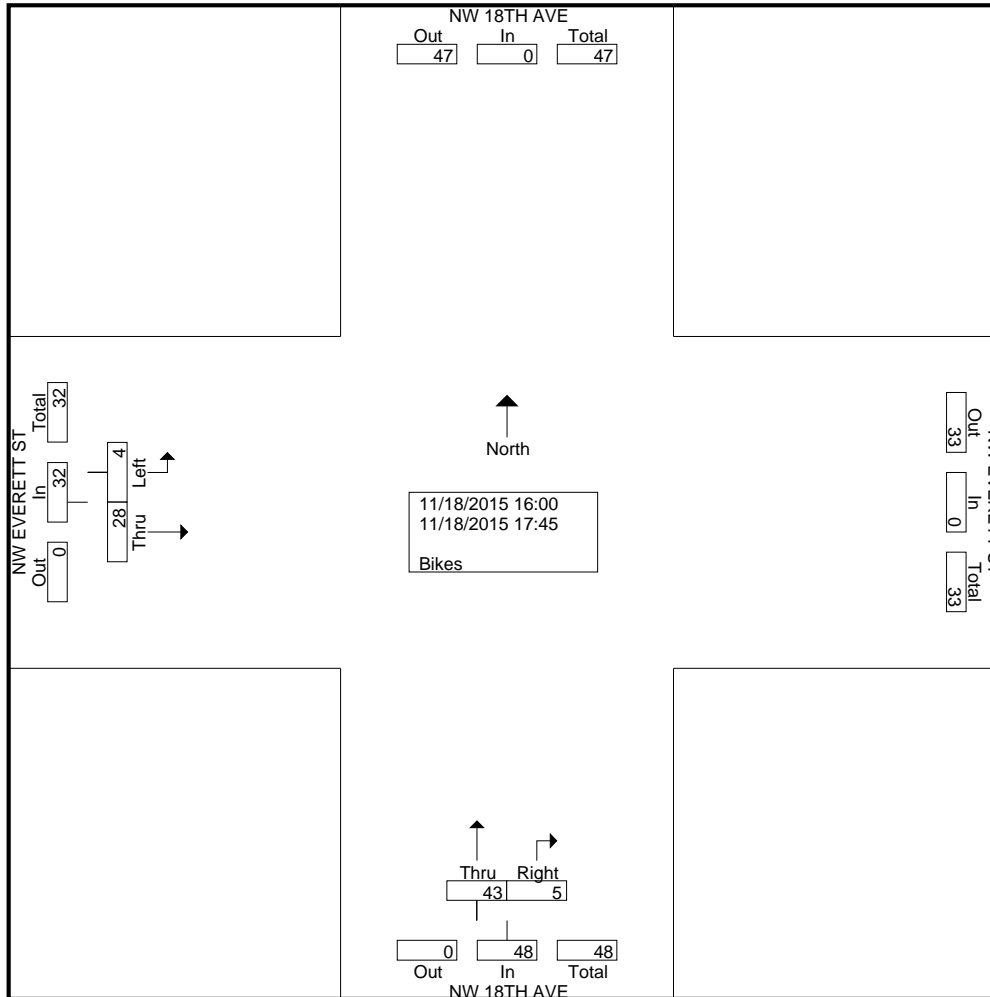 NW 18TH AVE
Out In Total
47 0 47
NW EVERETT ST
Total In Out
32 32 0
Left Thru
4 28
North
11/18/2015 16:00
11/18/2015 17:45
Bikes
Out In Total
33 0 33
Thru Right
43 5
0 48 48
Out In Total
NW 18TH AVE